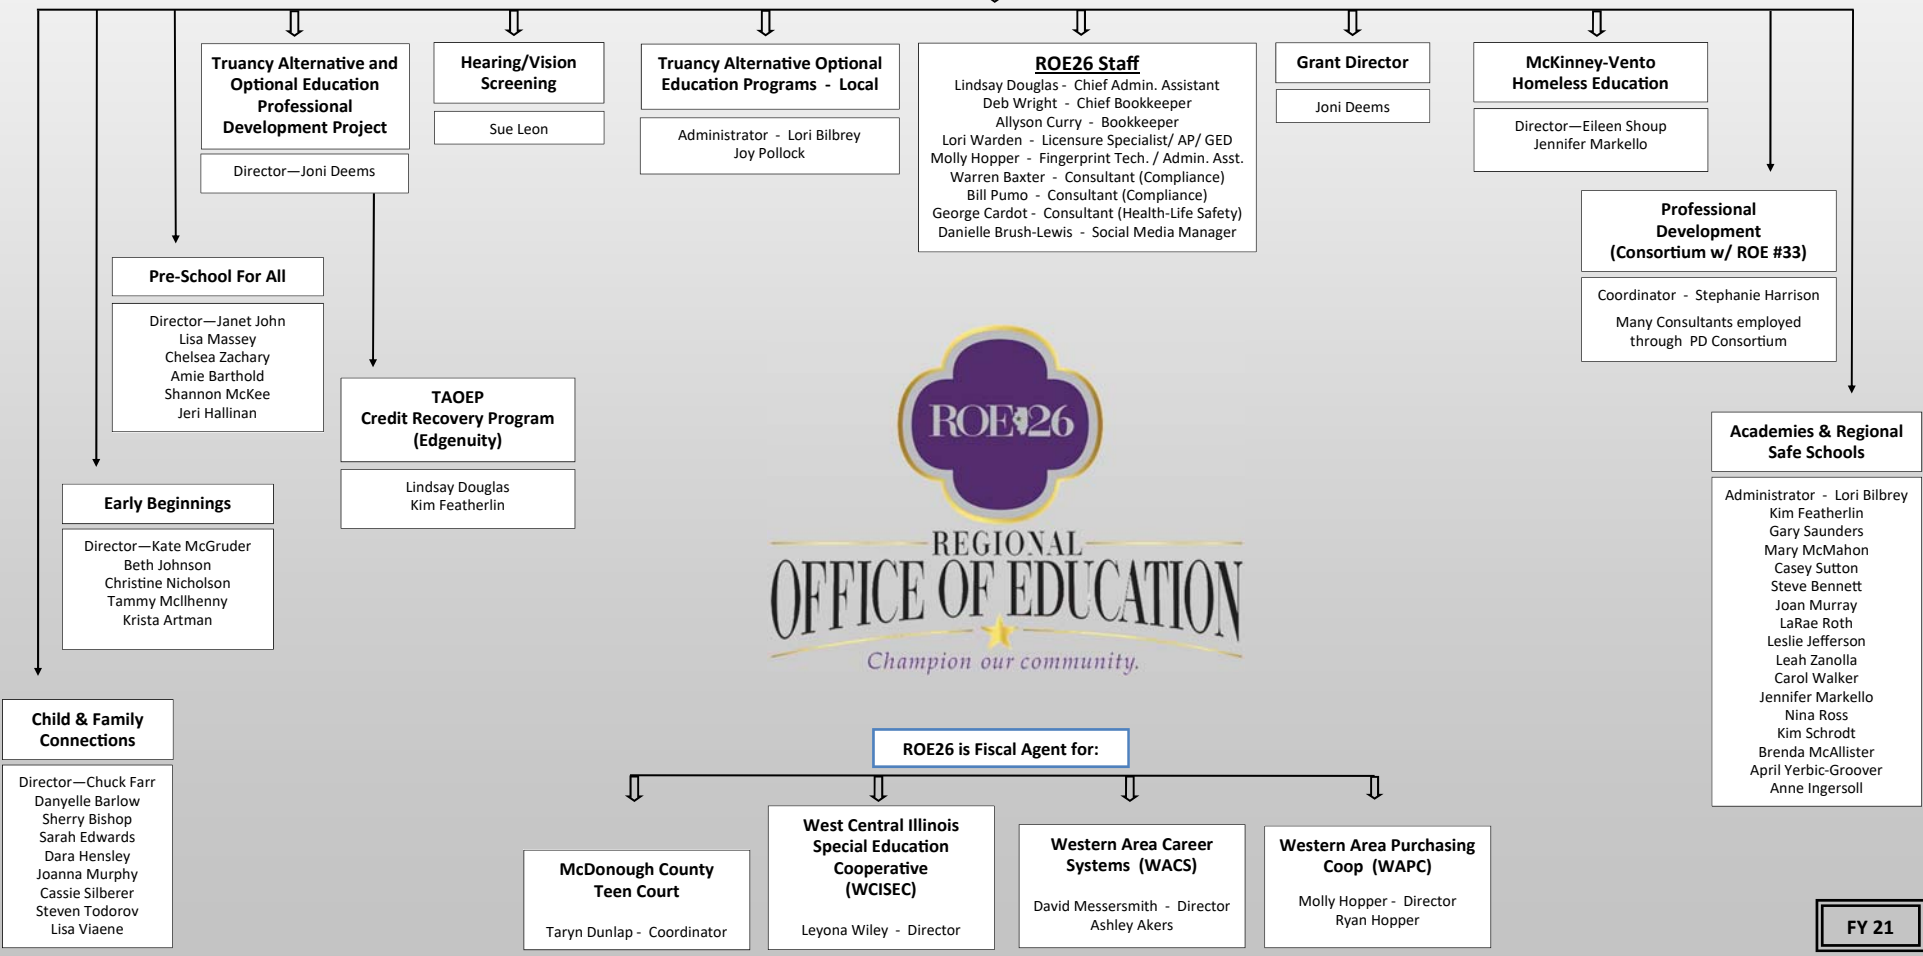 Truancy Alternative and
Optional Education
Professional
Development Project
Director—Joni Deems
Hearing/Vision
Screening
Sue Leon
Truancy Alternative Optional
Education Programs - Local
Administrator - Lori Bilbrey
Joy Pollock
ROE26 Staff
Lindsay Douglas - Chief Admin. Assistant
Deb Wright - Chief Bookkeeper
Allyson Curry - Bookkeeper
Lori Warden - Licensure Specialist/ AP/ GED
Molly Hopper - Fingerprint Tech. / Admin. Asst.
Warren Baxter - Consultant (Compliance)
Bill Pumo - Consultant (Compliance)
George Cardot - Consultant (Health-Life Safety)
Danielle Brush-Lewis - Social Media Manager
Grant Director
Joni Deems
McKinney-Vento
Homeless Education
Director—Eileen Shoup
Jennifer Markello
Professional
Development
(Consortium w/ ROE #33)
Coordinator - Stephanie Harrison
Many Consultants employed
through PD Consortium
Pre-School For All
Director—Janet John
Lisa Massey
Chelsea Zachary
Amie Barthold
Shannon McKee
Jeri Hallinan
TAOEP
Credit Recovery Program
(Edgenuity)
Lindsay Douglas
Kim Featherlin
ROE 26
REGIONAL
OFFICE OF EDUCATION
Champion our community.
Academies & Regional
Safe Schools
Administrator - Lori Bilbrey
Kim Featherlin
Gary Saunders
Mary McMahon
Casey Sutton
Steve Bennett
Joan Murray
LaRae Roth
Leslie Jefferson
Leah Zanolla
Carol Walker
Jennifer Markello
Nina Ross
Kim Schrodt
Brenda McAllister
April Yerbic-Groover
Anne Ingersoll
Early Beginnings
Director—Kate McGruder
Beth Johnson
Christine Nicholson
Tammy McIlhenny
Krista Artman
Child & Family
Connections
Director—Chuck Farr
Danyelle Barlow
Sherry Bishop
Sarah Edwards
Dara Hensley
Joanna Murphy
Cassie Silberer
Steven Todorov
Lisa Viaene
ROE26 is Fiscal Agent for:
McDonough County
Teen Court
Taryn Dunlap - Coordinator
West Central Illinois
Special Education
Cooperative
(WCISEC)
Leyona Wiley - Director
Western Area Career
Systems (WACS)
David Messersmith - Director
Ashley Akers
Western Area Purchasing
Coop (WAPC)
Molly Hopper - Director
Ryan Hopper
FY 21